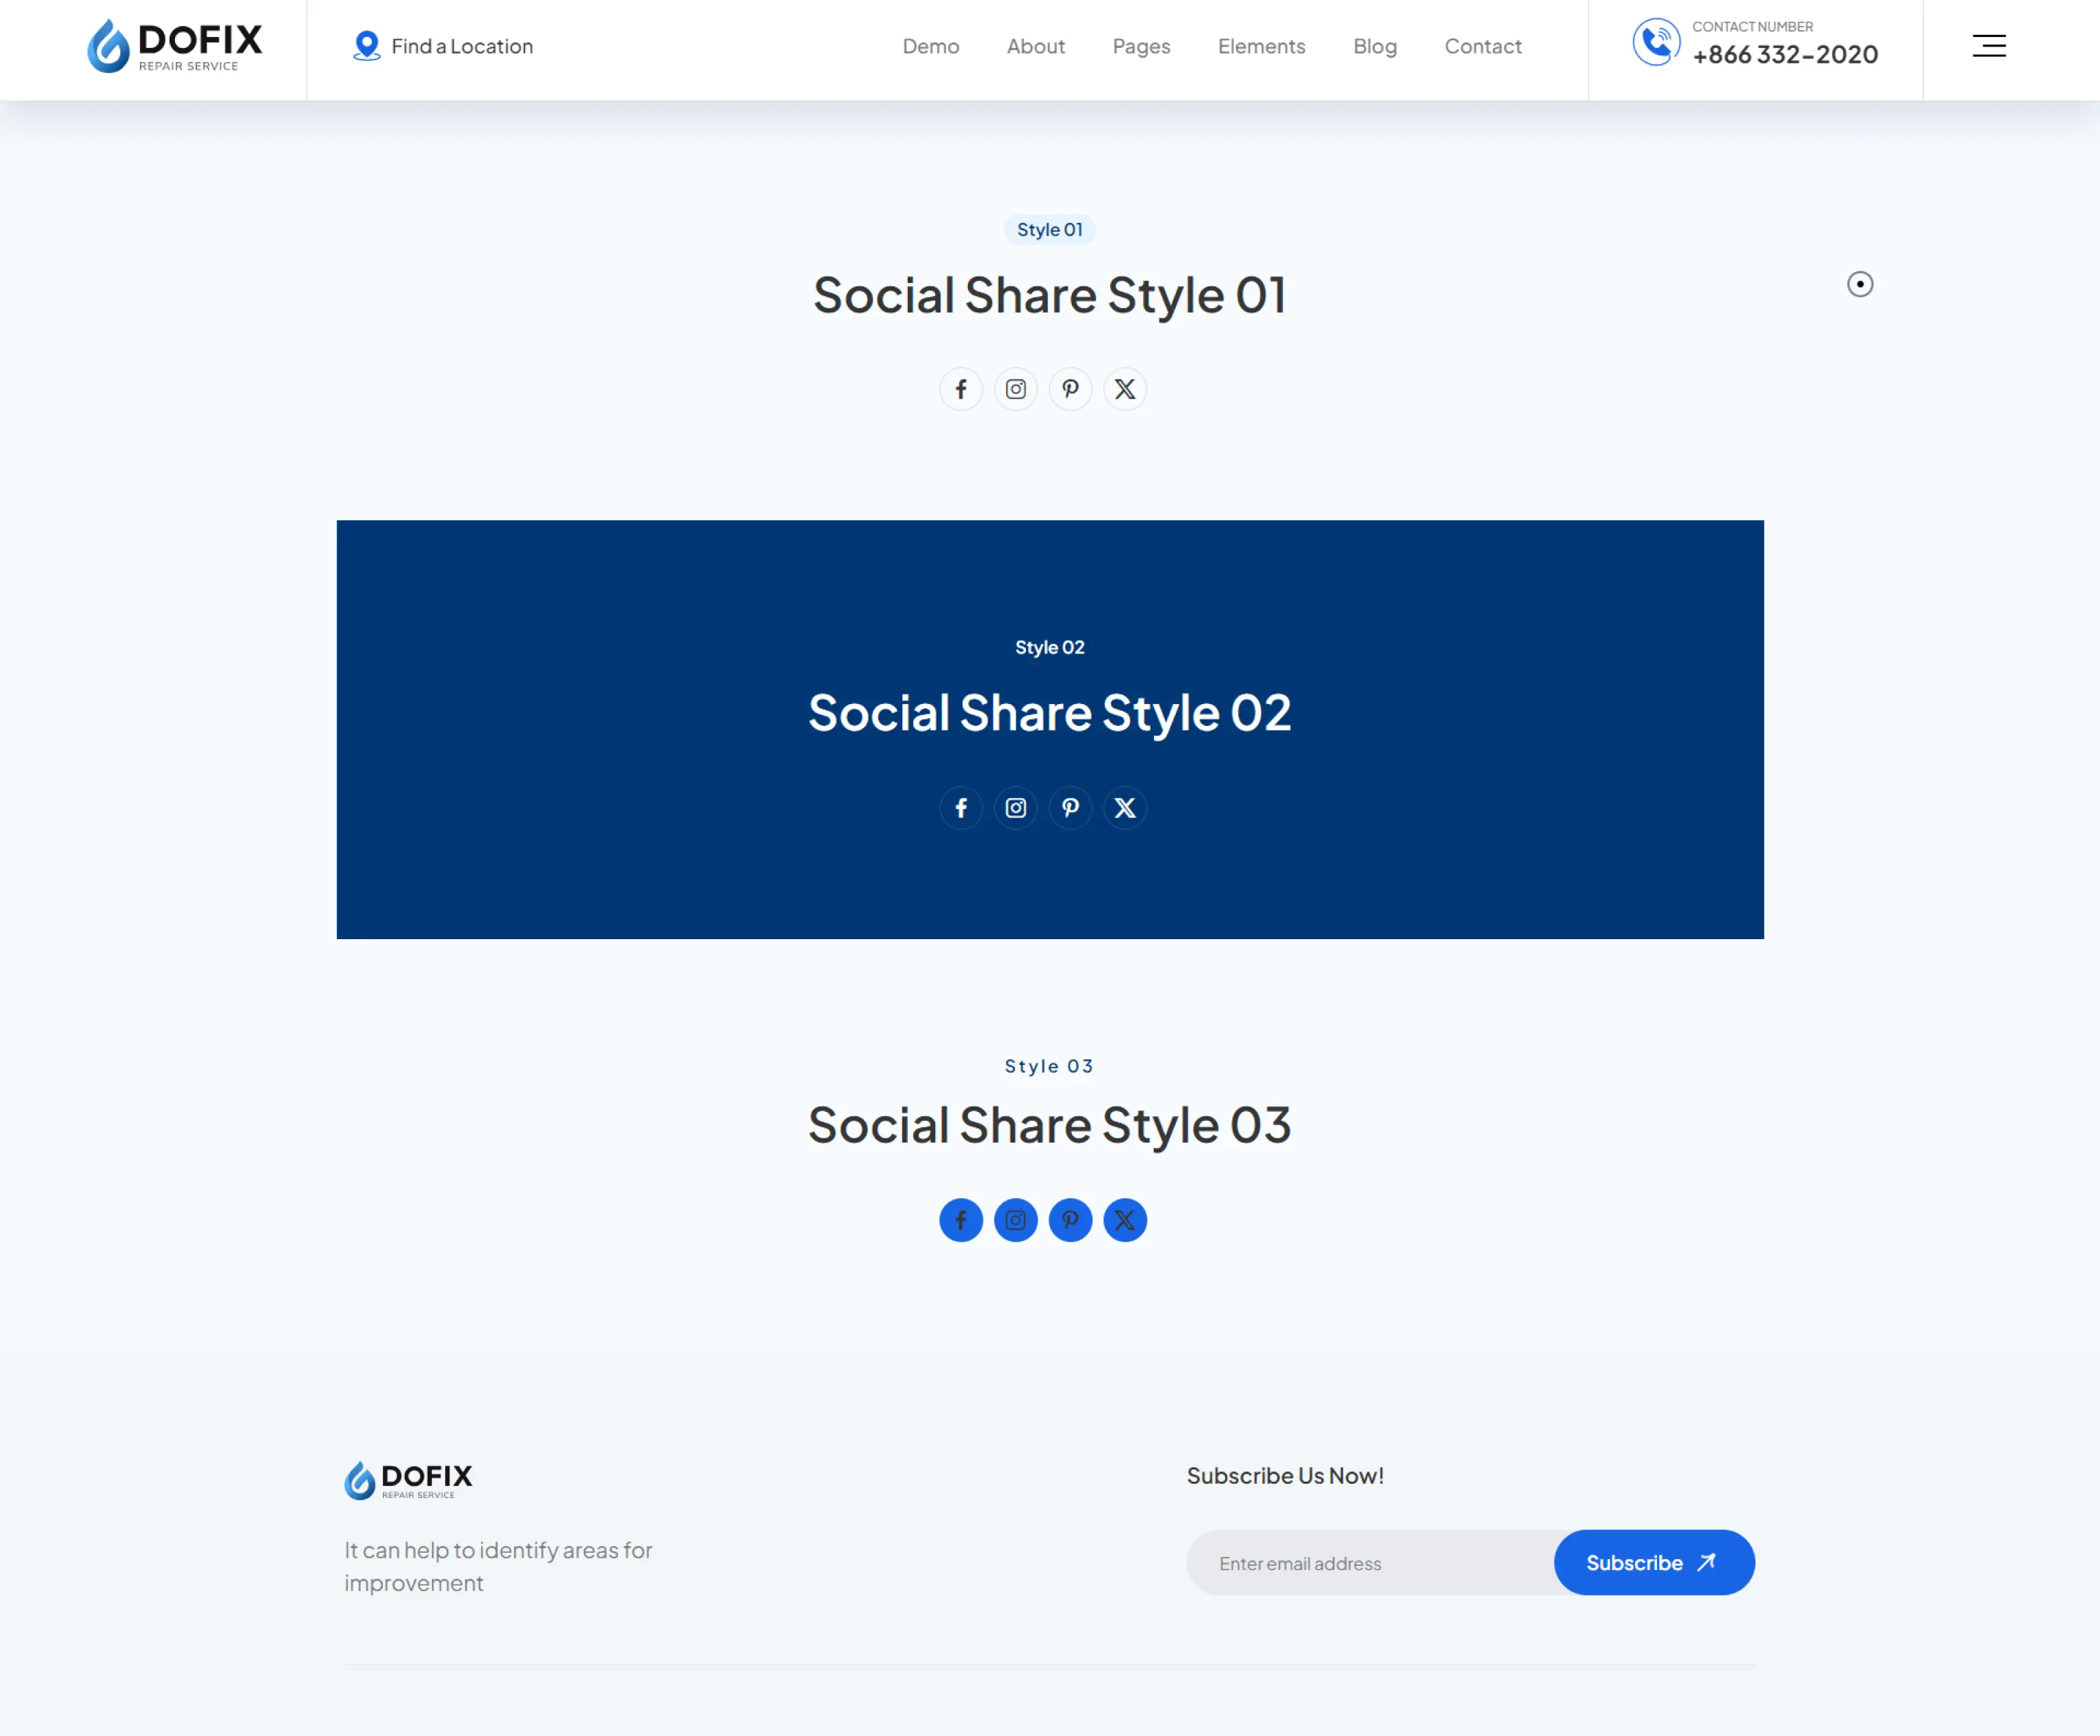 DOFIX
REPAIR SERVICE
Find a Location
Demo
About
Pages
Elements
Blog
Contact
CONTACT NUMBER
+866 332-2020
Style 01
Social Share Style 01
Style 02
Social Share Style 02
Style 03
Social Share Style 03
DOFIX
REPAIR SERVICE
It can help to identify areas for
improvement
Subscribe Us Now!
Enter email address
Subscribe